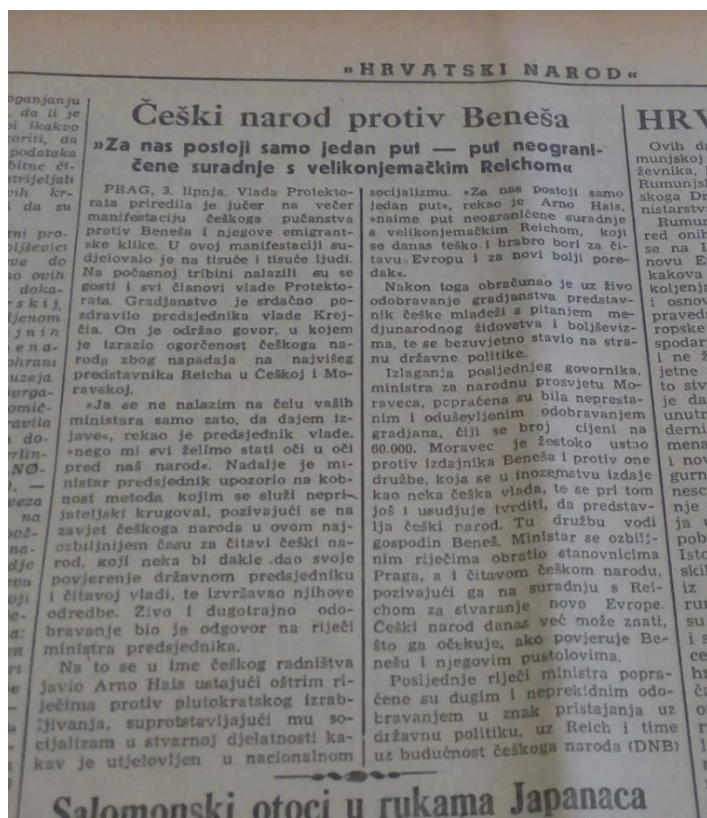 »HRVATSKI NAROD«
Češki narod protiv Beneša
»Za nas postoji samo jedan put — put neograni-
čene suradnje s velikonjemačkim Reichom«
PRAG, 3. lipnja. Vlada Protekto-
rata priredila je jučer na večer
manifestaciju češkoga pučanstva
protiv Beneša i njegove emigrant-
ske klike. U ovoj manifestaciji su-
djelovalo je na tisuće i tisuće ljudi.
Na počasnoj tribini nalazili su se
gosti i svi članovi vlade Protekto-
rata. Gradjanstvo je srdačno po-
zdravilo predsjednika vlade Krej-
čia. On je održao govor, u kojem
je izrazio ogorčenost češkoga na-
roda zbog napadaja na najvišeg
predstavnika Reicha u Češkoj i Mo-
ravskoj.
»Ja se ne nalazim na čelu vaših
ministara samo zato, da dajem iz-
jave«, rekao je predsjednik vlade,
»nego mi svi želimo stati oči u oči
pred naš narod«. Nadalje je mi-
nistar predsjednik upozorio na kob-
nost metoda kojim se služi nepri-
jateljski krugoval, pozivajući se na
zavjet češkoga naroda u ovom naj-
ozbiljnijem času za čitavi češki na-
rod, koji neka bi dakle dao svoje
povjerenje državnom predsjedniku
i čitavoj vladi, te izvršavao njihove
odredbe. Živo i dugotrajno odo-
bravanje bio je odgovor na riječi
ministra predsjednika.
Na to se u ime češkog radništva
javio Arno Hais ustajući oštrim ri-
ječima protiv plutokratskog izrab-
ljivanja, suprotstavljajući mu so-
cijalizam u stvarnoj djelatnosti ka-
kav je utjelovljen u nacionalnom
socijalizmu. »Za nas postoji samo
jedan put«, rekao je Arno Hais,
»naime put neograničene suradnje
s velikonjemačkim Reichom, koji
se danas teško i hrabro bori za či-
tavu Evropu i za novi bolji pore-
dak«.
Nakon toga obračunao je uz živo
odobravanje gradjanstva predstav-
nik češke mladeži s pitanjem me-
djunarodnog židovstva i boljševiz-
ma, te se bezuvjetno stavio na stra-
nu državne politike.
Izlaganja posljednjeg govornika,
ministra za narodnu prosvjetu Mo-
raveca, popraćena su bila nepresta-
nim i oduševljenim odobravanjem
gradjana, čiji se broj cijeni na
60.000. Moravec je žestoko ustao
protiv izdajnika Beneša i protiv one
družbe, koja se u inozemstvu izdaje
kao neka češka vlada, te se pri tom
još i usudjuje tvrditi, da predstav-
lja češki narod. Tu družbu vodi
gospodin Beneš. Ministar se ozbilj-
nim riječima obratio stanovnicima
Praga, a i čitavom češkom narodu,
pozivajući ga na suradnju s Rei-
chom za stvaranje nove Evrope.
Češki narod danas već može znati,
što ga očekuje, ako povjeruje Be-
nešu i njegovim pustolovima.
Posljednje riječi ministra poprs-
ćene su dugim i neprekidnim odo-
bravanjem u znak pristajanja uz
državnu politiku, uz Reich i time
uz budućnost češkoga naroda (DNB)
Salomonski otoci u rukama Japanaca